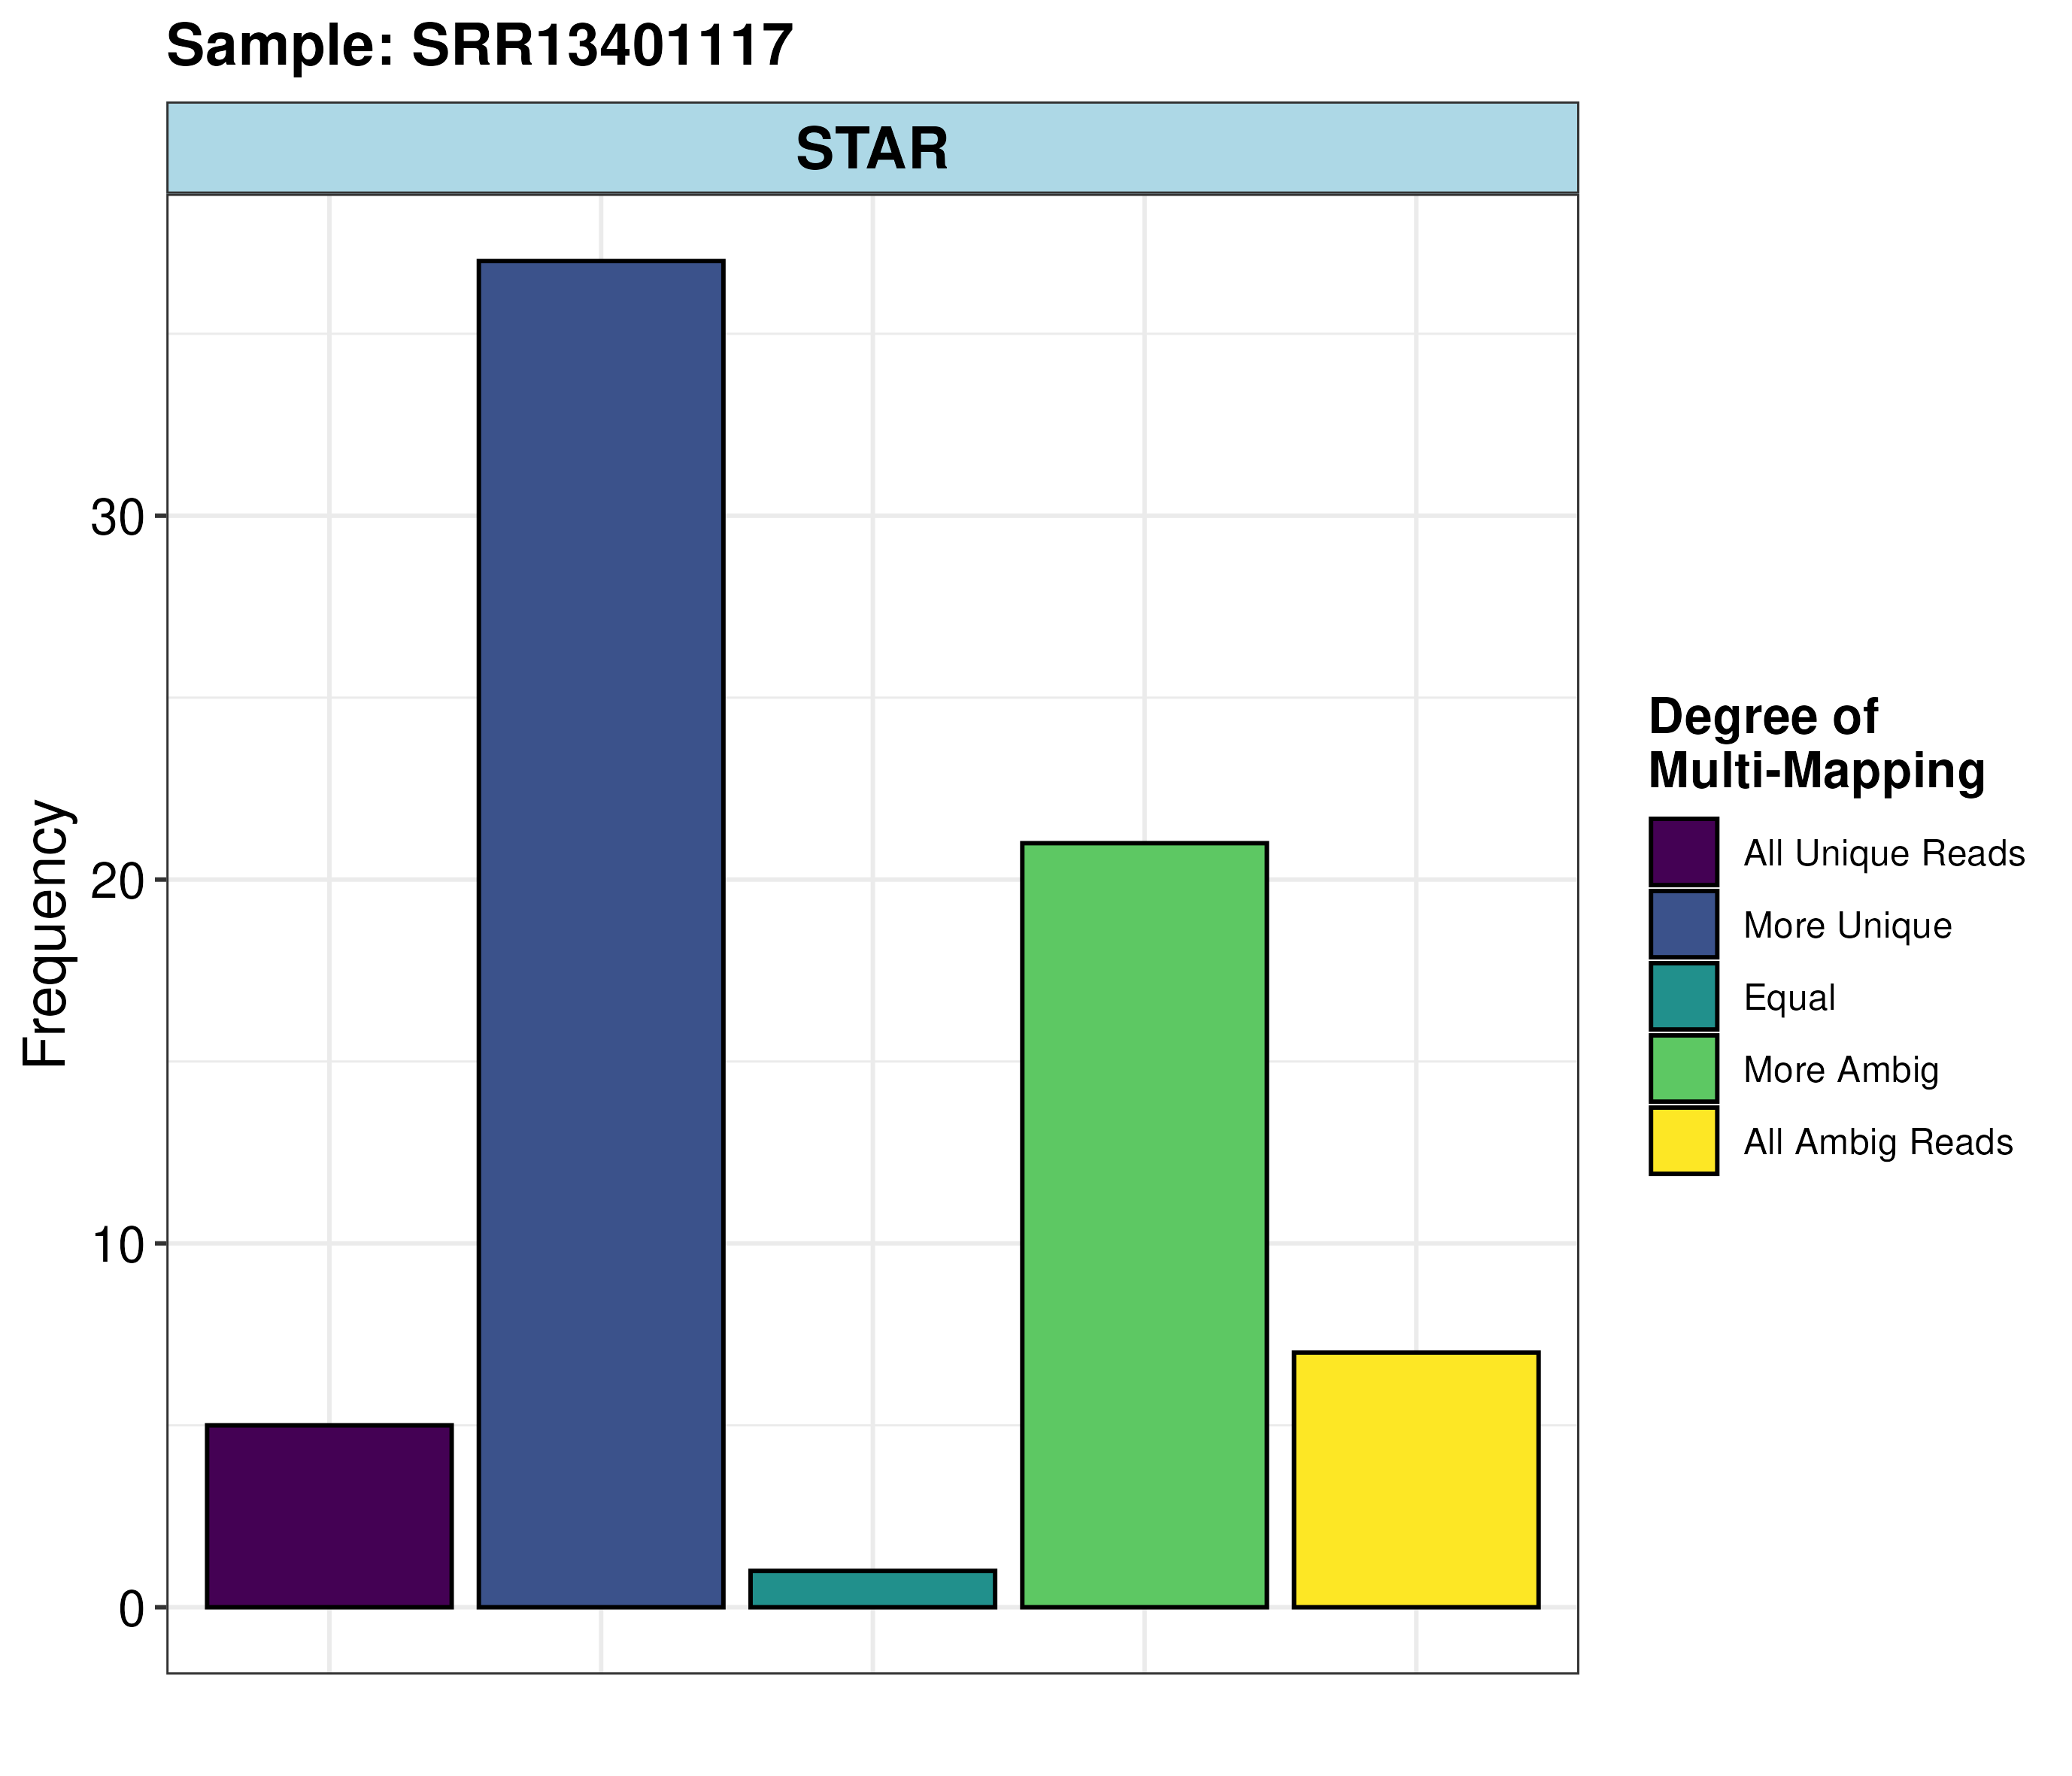 Sample: SRR13401117
STAR
Frequency
30
20
10
0
Degree of
Multi-Mapping
All Unique Reads
More Unique
Equal
More Ambig
All Ambig Reads